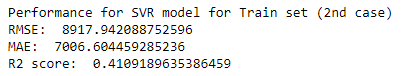 Performance for SVR model for Train set (2nd case)
RMSE:  8917.942088752596
MAE:  7006.604459285236
R2 score:  0.4109189635386459